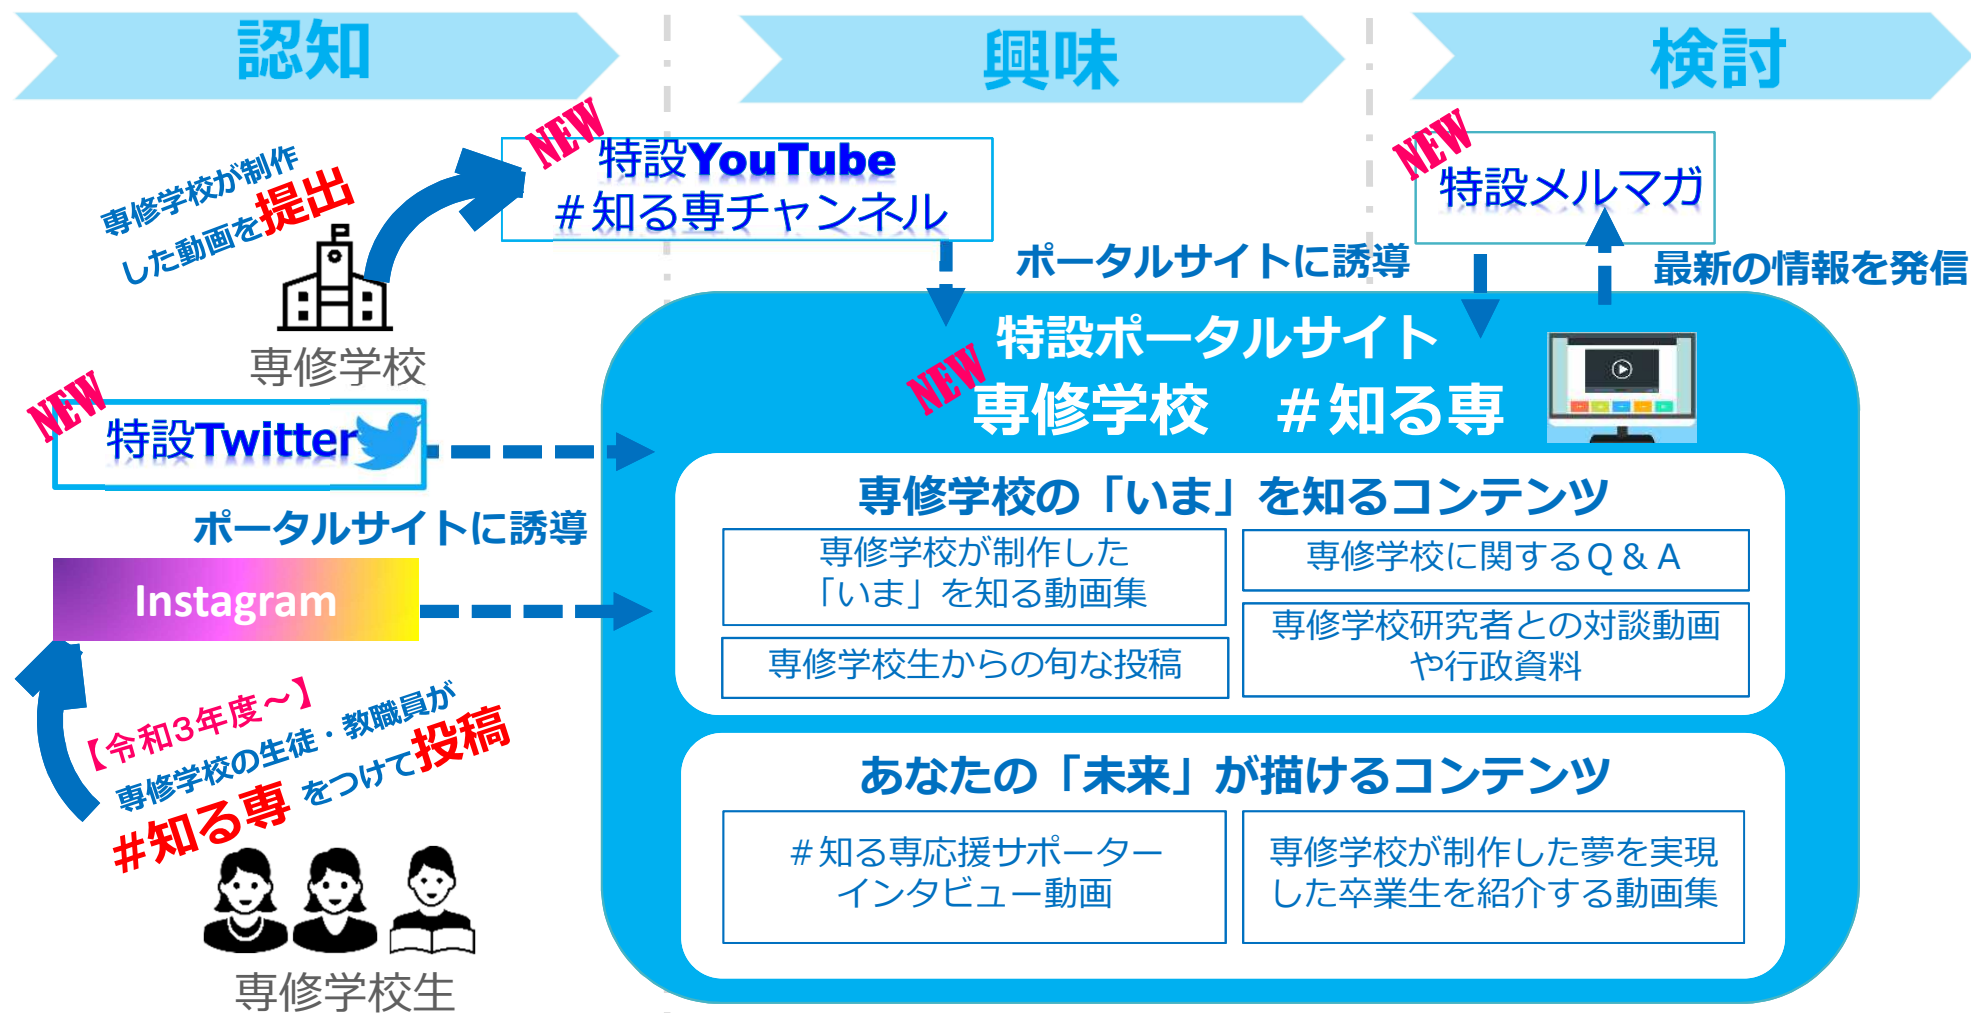 認知
興味
検討
NEW
特設YouTube
＃知る専チャンネル
NEW
特設メルマガ
専修学校が制作
した動画を提出
専修学校
ポータルサイトに誘導
最新の情報を発信
NEW
特設Twitter
ポータルサイトに誘導
Instagram
【令和3年度～】
専修学校の生徒・教職員が
#知る専 をつけて投稿
専修学校生
特設ポータルサイト
NEW
専修学校　＃知る専
専修学校の「いま」を知るコンテンツ
専修学校が制作した
「いま」を知る動画集
専修学校に関するＱ＆Ａ
専修学校生からの旬な投稿
専修学校研究者との対談動画
や行政資料
あなたの「未来」が描けるコンテンツ
＃知る専応援サポーター
インタビュー動画
専修学校が制作した夢を実現
した卒業生を紹介する動画集